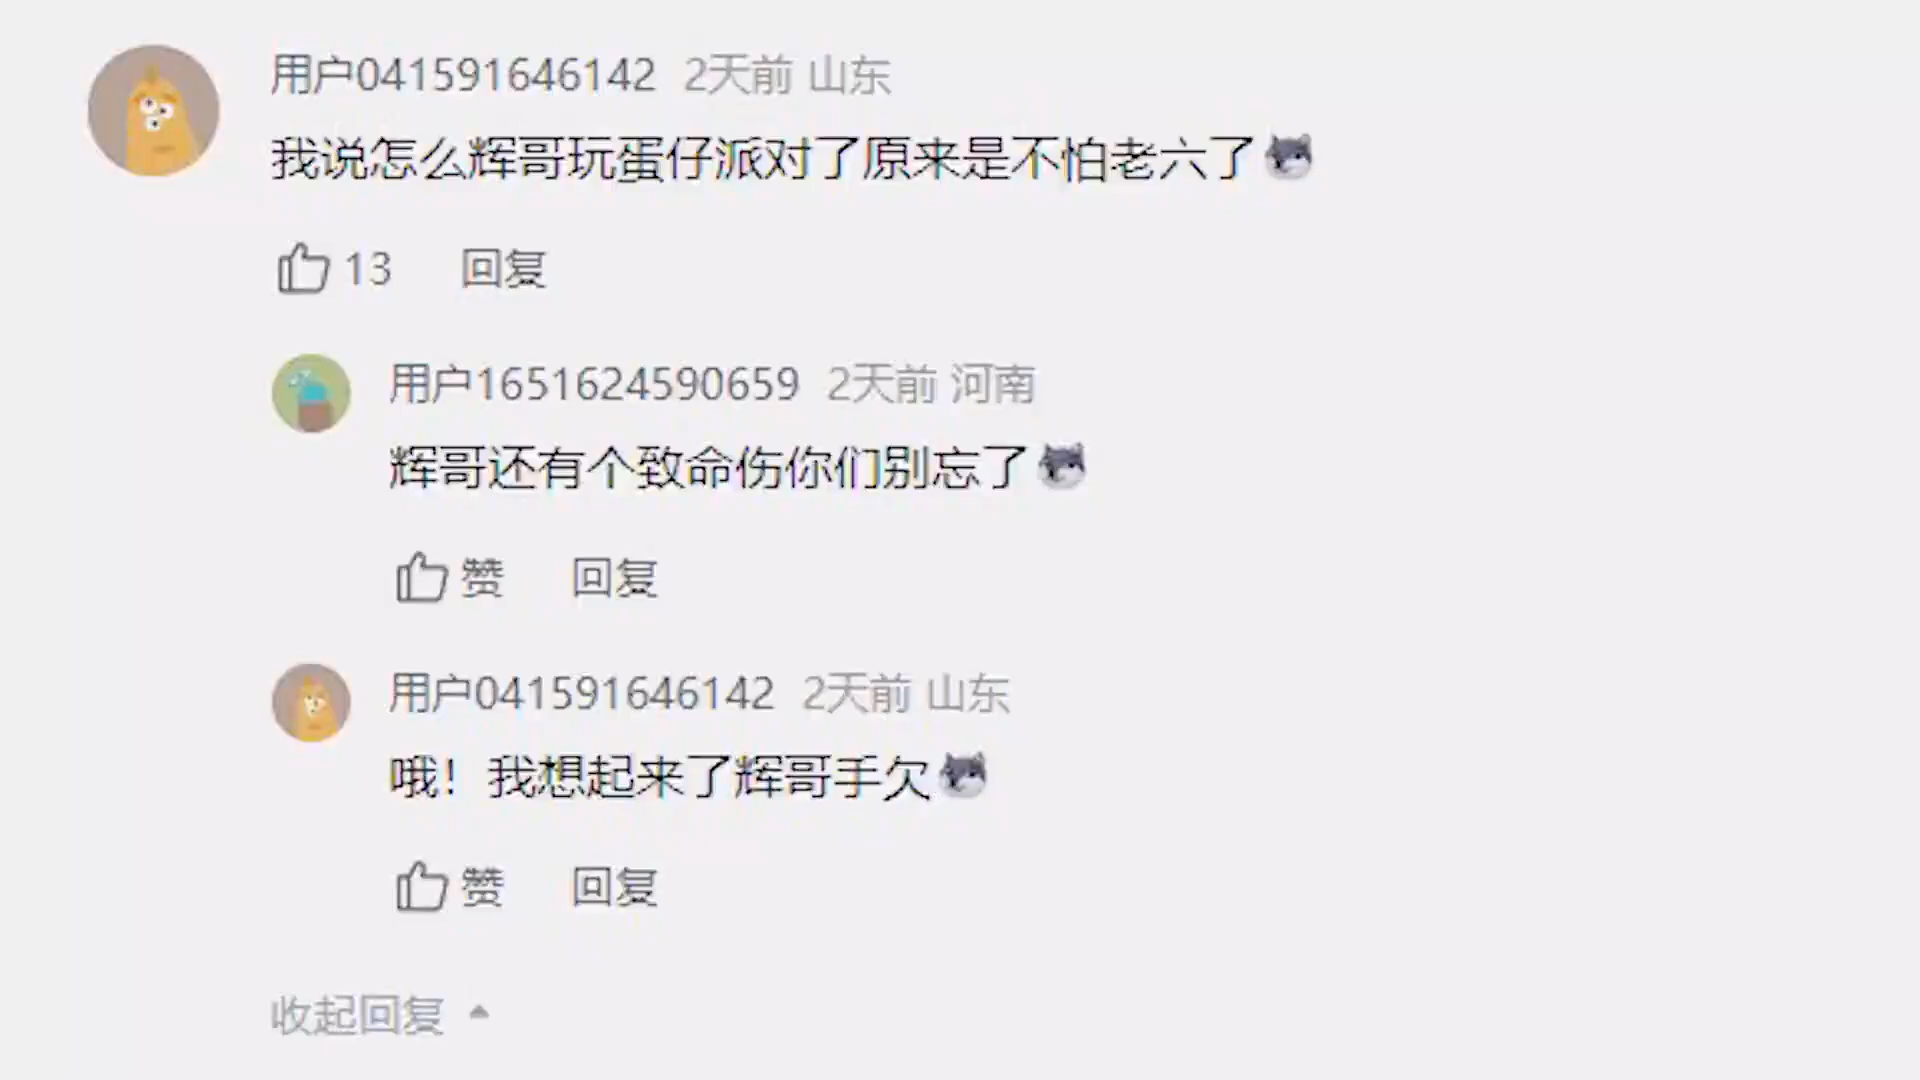 用户041591646142 2天前 山东
我说怎么辉哥玩蛋仔派对了原来是不怕老六了
13 回复
用户1651624590659 2天前 河南
辉哥还有个致命伤你们别忘了
赞 回复
用户041591646142 2天前 山东
哦！我想起来了辉哥手欠
赞 回复
收起回复